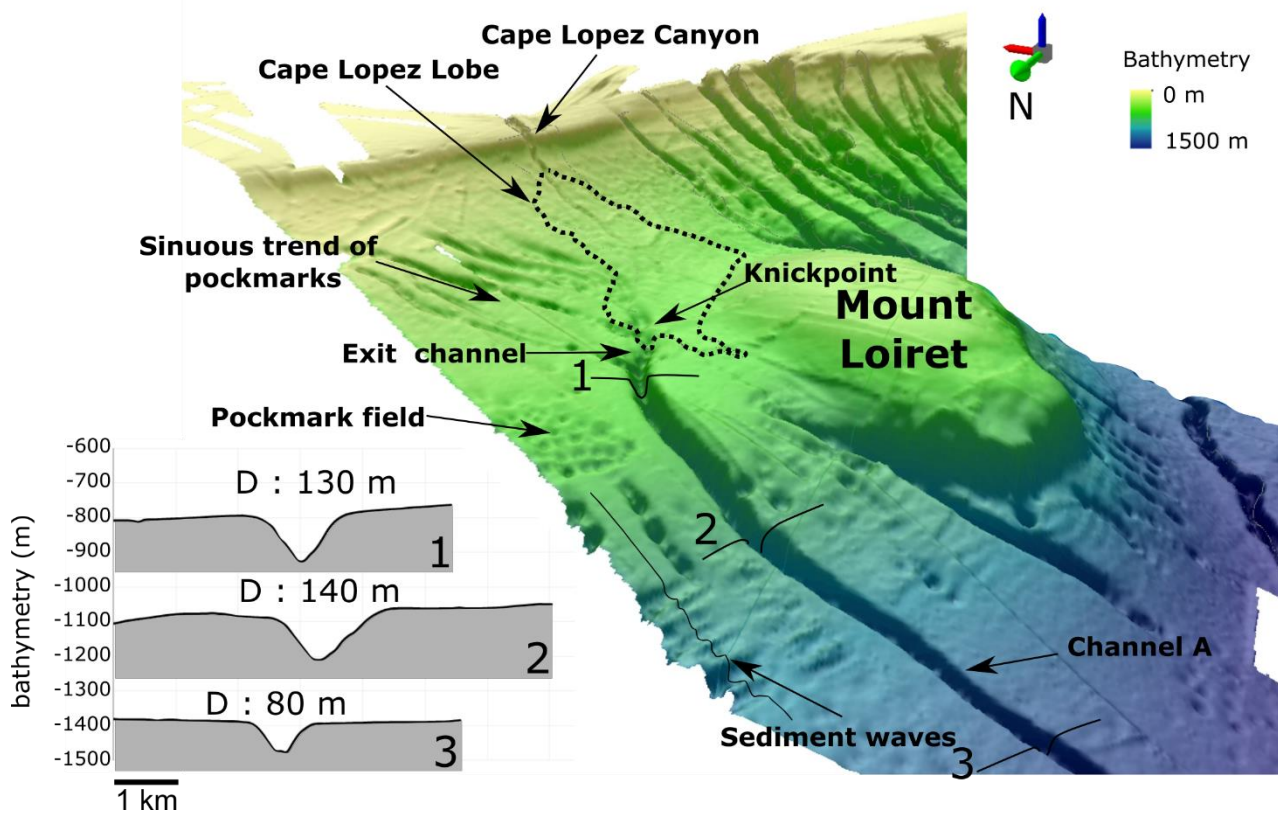 Cape Lopez Canyon
Cape Lopez Lobe
N
Bathymetry
0 m
1500 m
Sinuous trend of
pockmarks
Knickpoint
Mount
Loiret
Exit channel
1
Pockmark field
2
Channel A
Sediment waves
3
bathymetry (m)
-600
-700
-800
-900
-1000
-1100
-1200
-1300
-1400
-1500
D : 130 m
1
D : 140 m
2
D : 80 m
3
1 km